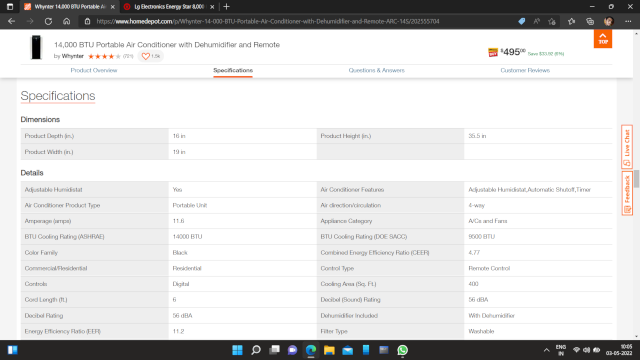 Whynter 14,000 BTU Portable Air
Lg Electronics Energy Star 8,000
https://www.homedepot.com/p/Whynter-14-000-BTU-Portable-Air-Conditioner-with-Dehumidifier-and-Remote-ARC-14S/202555704
14,000 BTU Portable Air Conditioner with Dehumidifier and Remote
by Whynter
$495
Save $33.92 (6%)
TOP
Product Overview
Specifications
Questions & Answers
Customer Reviews
Specifications
Dimensions
Product Depth (in.) 16 in Product Height (in.) 35.5 in
Product Width (in.) 19 in
Details
Adjustable Humidistat Yes Air Conditioner Features Adjustable Humidistat,Automatic Shutoff,Timer
Air Conditioner Product Type Portable Unit Air direction/circulation 4-way
Amperage (amps) 11.6 Appliance Category A/Cs and Fans
BTU Cooling Rating (ASHRAE) 14000 BTU BTU Cooling Rating (DOE SACC) 9500 BTU
Color Family Black Combined Energy Efficiency Ratio (CEER) 4.77
Commercial/Residential Residential Control Type Remote Control
Controls Digital Cooling Area (Sq. Ft.) 400
Cord Length (ft.) 6 Decibel (Sound) Rating 56 dBA
Decibel Rating 56 dBA Dehumidifier Included With Dehumidifier
Energy Efficiency Ratio (EER) 11.2 Filter Type Washable
Live Chat
Feedback
ENG
IN
10:05
03-05-2022